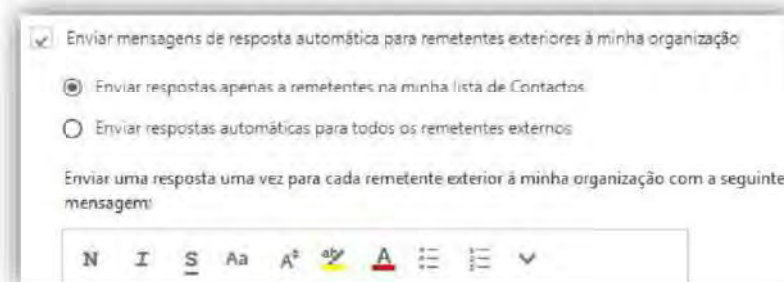 Enviar mensagens de resposta automática para remetentes exteriores à minha organização
Enviar respostas apenas a remetentes na minha lista de Contactos
Enviar respostas automáticas para todos os remetentes externos
Enviar uma resposta uma vez para cada remetente exterior à minha organização com a seguinte
mensagem:
N I S Aa A ab A